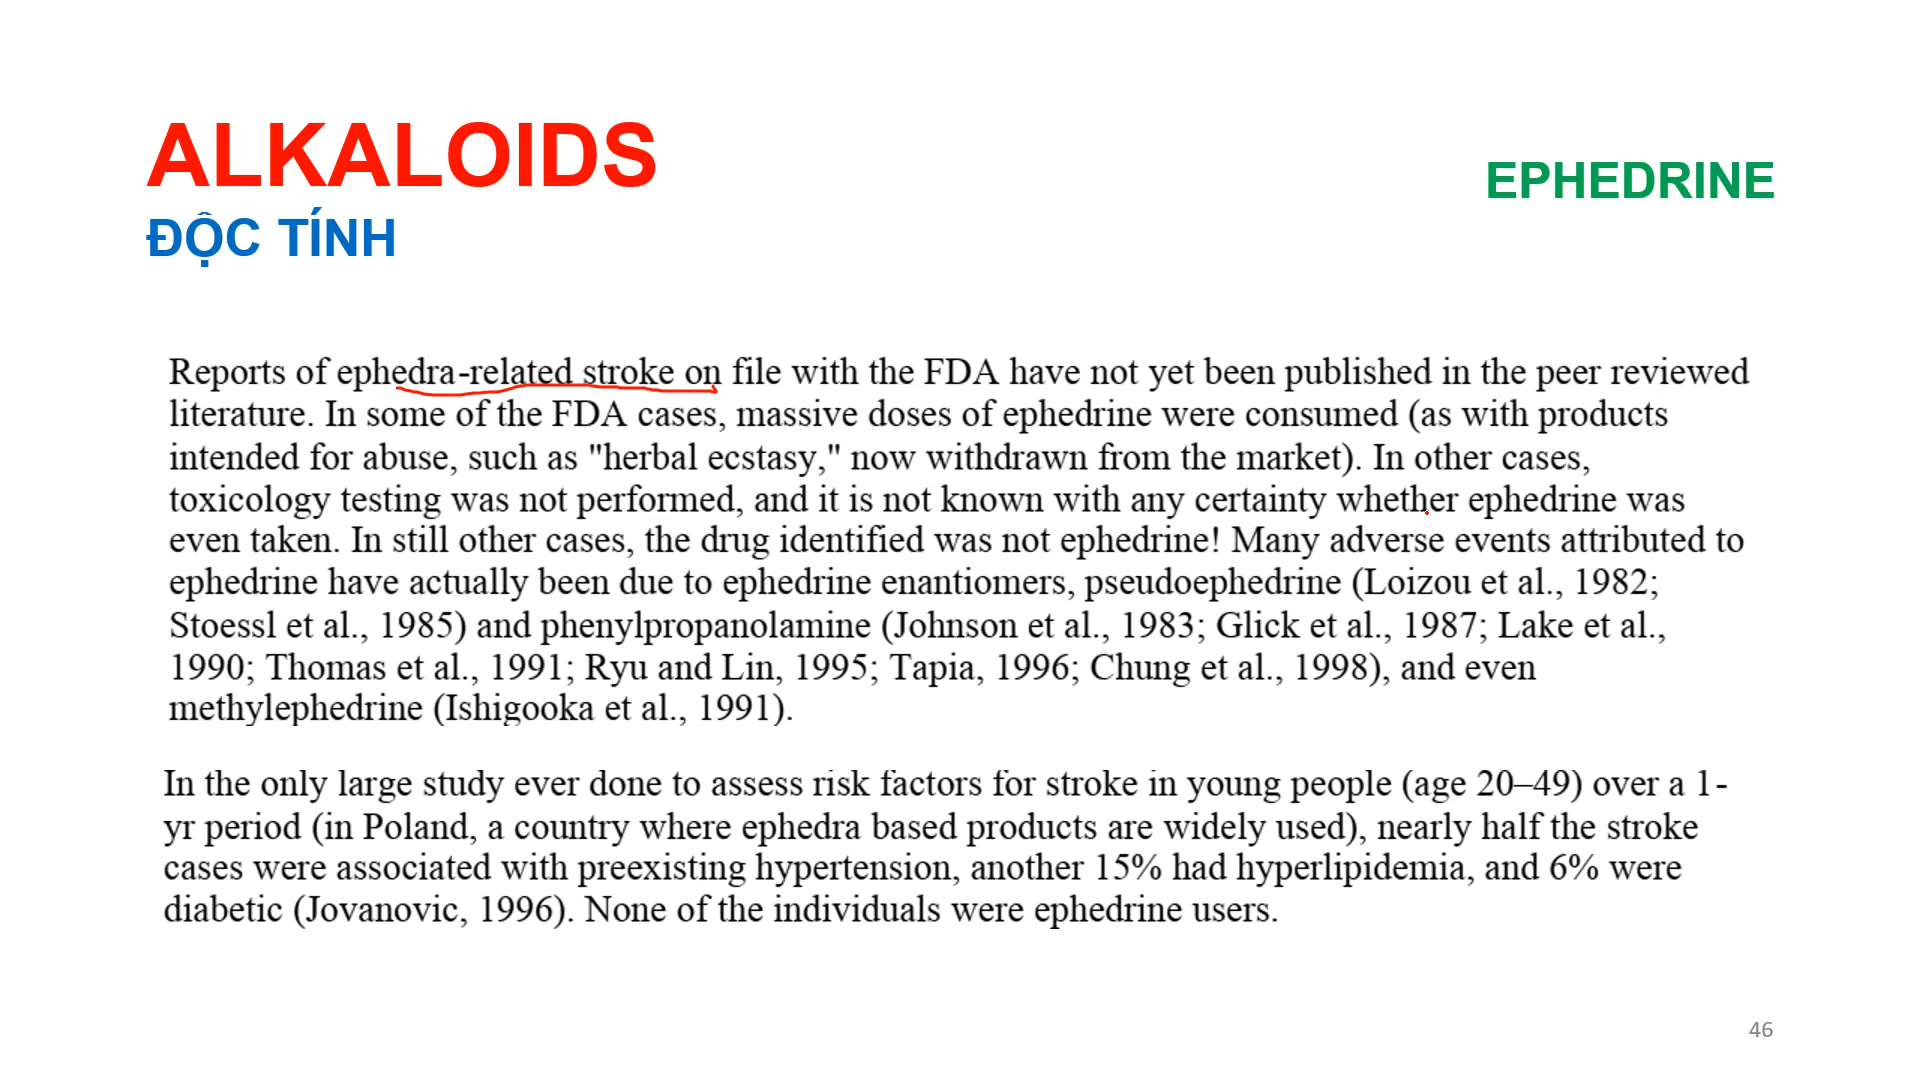 ALKALOIDS
EPHEDRINE
ĐỘC TÍNH
Reports of ephedra-related stroke on file with the FDA have not yet been published in the peer reviewed
literature. In some of the FDA cases, massive doses of ephedrine were consumed (as with products
intended for abuse, such as "herbal ecstasy," now withdrawn from the market). In other cases,
toxicology testing was not performed, and it is not known with any certainty whether ephedrine was
even taken. In still other cases, the drug identified was not ephedrine! Many adverse events attributed to
ephedrine have actually been due to ephedrine enantiomers, pseudoephedrine (Loizou et al., 1982;
Stoessl et al., 1985) and phenylpropanolamine (Johnson et al., 1983; Glick et al., 1987; Lake et al.,
1990; Thomas et al., 1991; Ryu and Lin, 1995; Tapia, 1996; Chung et al., 1998), and even
methylephedrine (Ishigooka et al., 1991).
In the only large study ever done to assess risk factors for stroke in young people (age 20–49) over a 1-
yr period (in Poland, a country where ephedra based products are widely used), nearly half the stroke
cases were associated with preexisting hypertension, another 15% had hyperlipidemia, and 6% were
diabetic (Jovanovic, 1996). None of the individuals were ephedrine users.
46